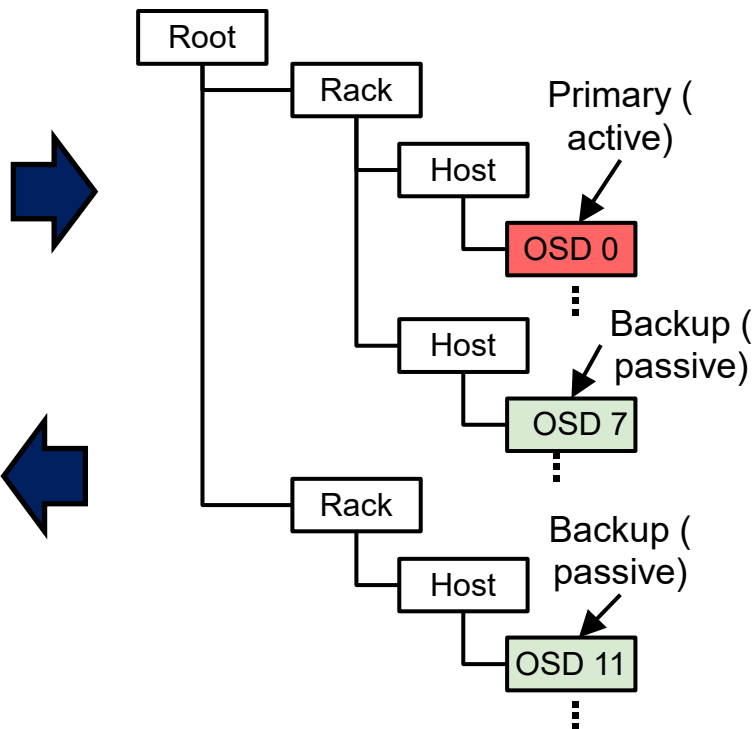 Root
Rack
Primary (
active)
Host
OSD 0
Backup (
passive)
Host
OSD 7
Rack
Backup (
passive)
Host
OSD 11